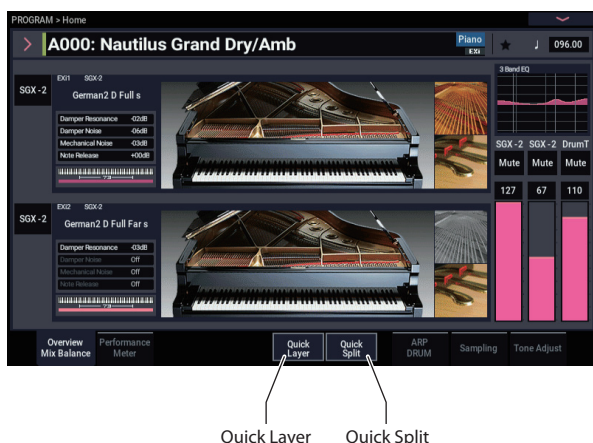 PROGRAM > Home
A000: Nautilus Grand Dry/Amb
Piano
EXi
096.00
SGX-2
EXI1 SGX-2
German2 D Full s
Damper Resonance -02dB
Damper Noise -06dB
Mechanical Noise -03dB
Note Release +00dB
73
3 Band EQ
SGX-2 SGX-2 DrumT
Mute Mute Mute
127 67 110
SGX-2
EXI2 SGX-2
German2 D Full Far s
Damper Resonance -03dB
Damper Noise Off
Mechanical Noise Off
Note Release Off
73
Overview
Mix Balance
Performance
Meter
Quick
Layer
Quick
Split
ARP
DRUM
Sampling
Tone Adjust
Quick Layer
Quick Split